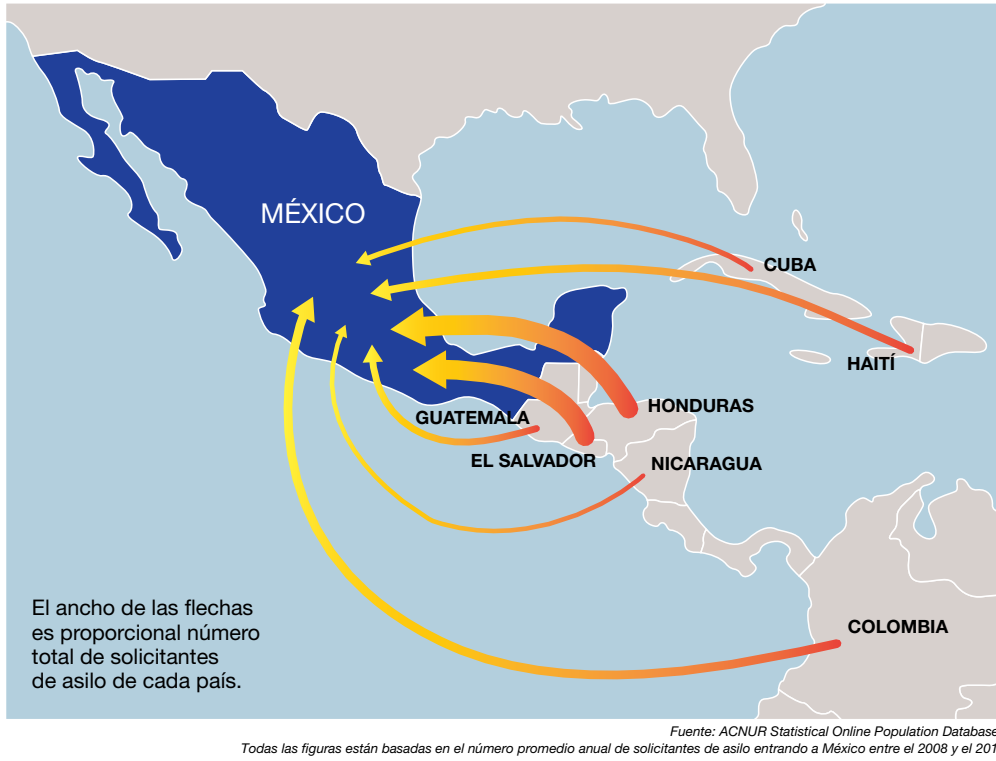 MÉXICO
CUBA
HAITÍ
HONDURAS
GUATEMALA
EL SALVADOR
NICARAGUA
COLOMBIA
El ancho de las flechas
es proporcional número
total de solicitantes
de asilo de cada país.
Fuente: ACNUR Statistical Online Population Database
Todas las figuras están basadas en el número promedio anual de solicitantes de asilo entrando a México entre el 2008 y el